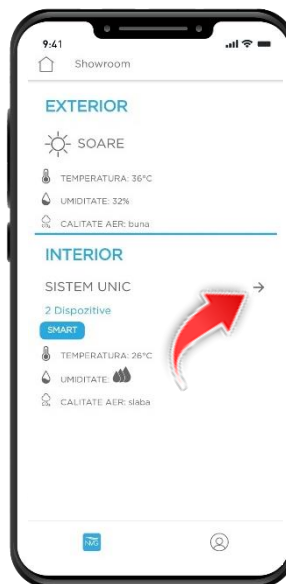 9:41
Showroom
EXTERIOR
SOARE
TEMPERATURA: 36°C
UMIDITATE: 32%
CALITATE AER: buna
INTERIOR
SISTEM UNIC
2 Dispozitive
SMART
TEMPERATURA: 26°C
UMIDITATE:
CALITATE AER: slaba